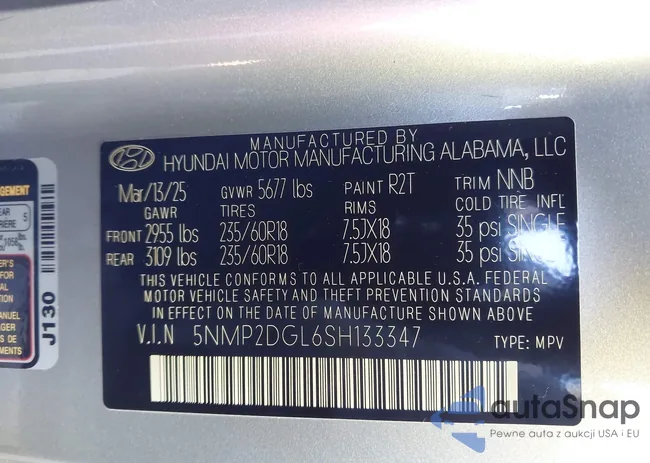 MANUFACTURED BY
HYUNDAI MOTOR MANUFACTURING ALABAMA, LLC
Mar/13/25 GVWR 5677 lbs PAINT R2T TRIM NNB
GAWR TIRES RIMS COLD TIRE INFL
FRONT 2955 lbs 235/60R18 7.5JX18 35 psi SINGLE
REAR 3109 lbs 235/60R18 7.5JX18 35 psi SINGLE
THIS VEHICLE CONFORMS TO ALL APPLICABLE U.S.A. FEDERAL
MOTOR VEHICLE SAFETY AND THEFT PREVENTION STANDARDS
IN EFFECT ON THE DATE OF MANUFACTURE SHOWN ABOVE.
V.I.N 5NMP2DGL6SH133347 TYPE: MPV
J130
autaSnap
Pewne auta z aukcji USA i EU